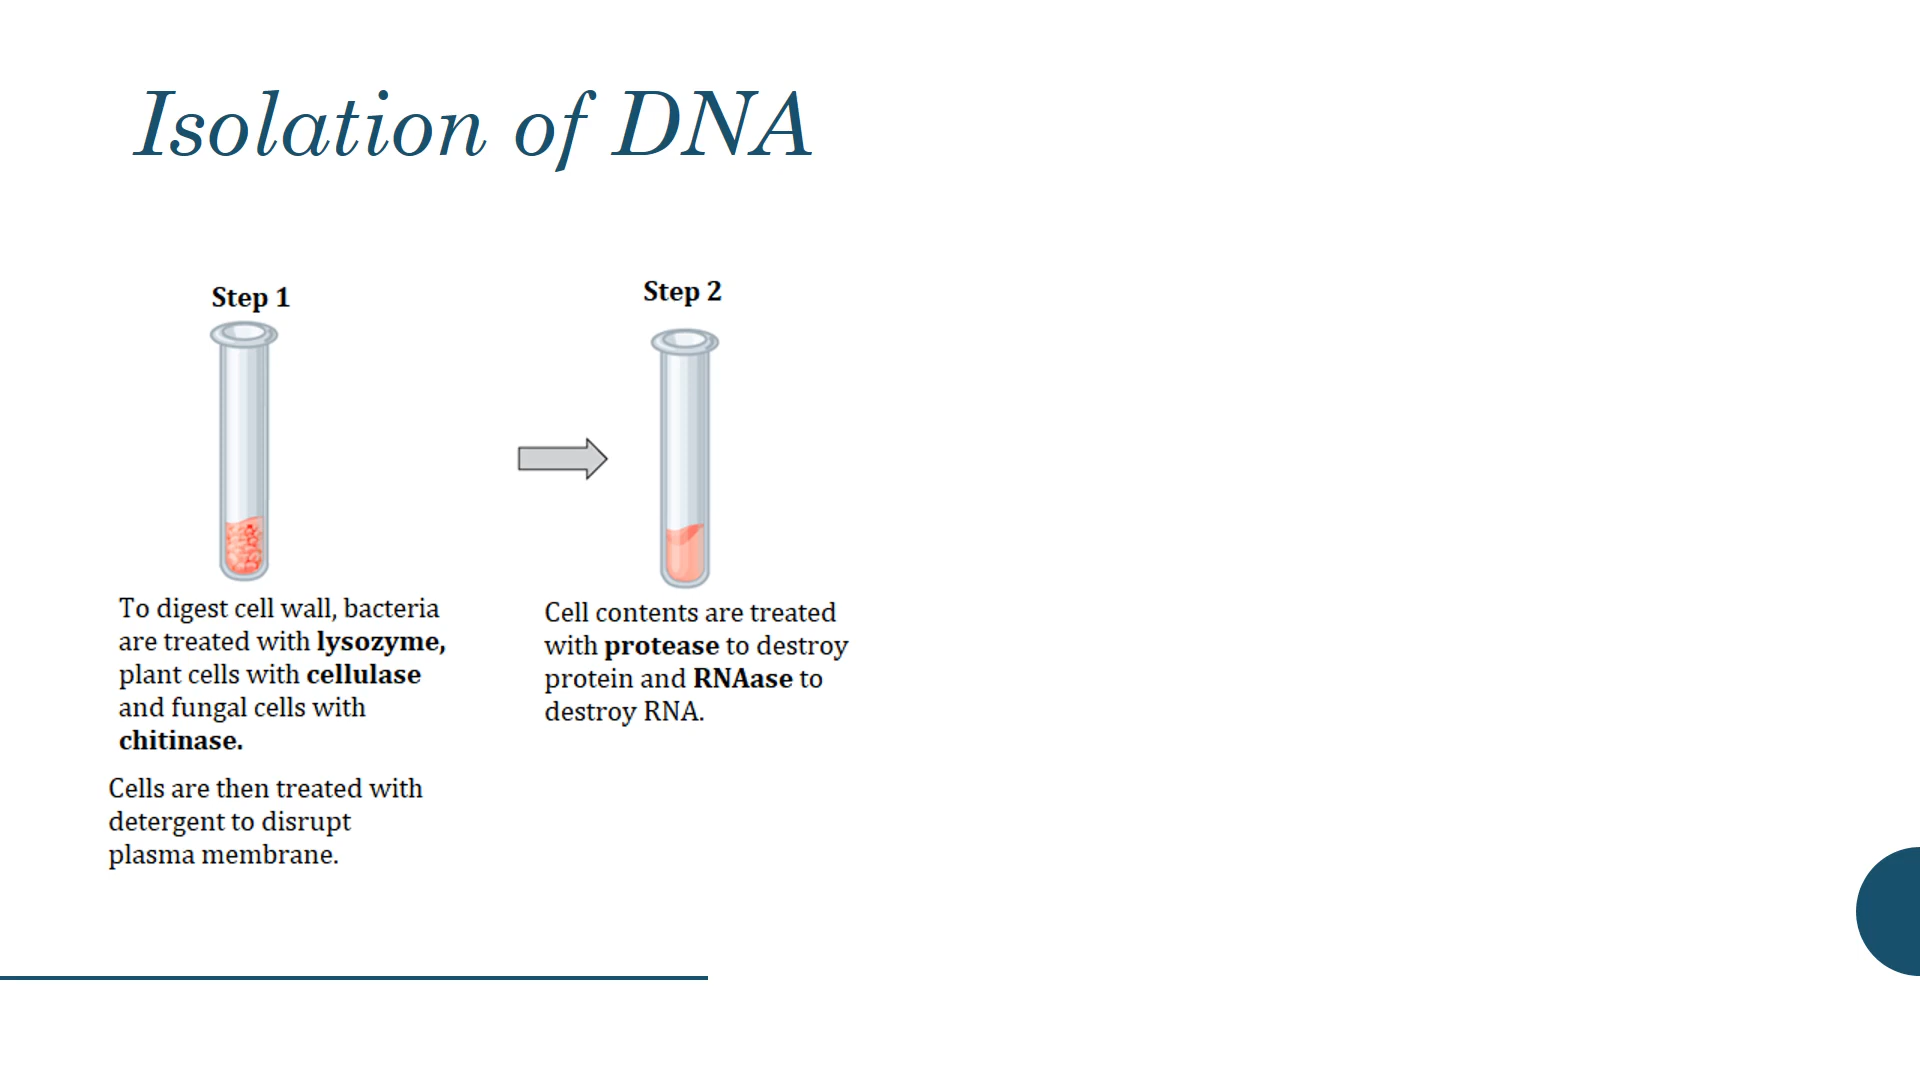 Isolation of DNA
Step 1
To digest cell wall, bacteria
are treated with lysozyme,
plant cells with cellulase
and fungal cells with
chitinase.
Cells are then treated with
detergent to disrupt
plasma membrane.
Step 2
Cell contents are treated
with protease to destroy
protein and RNAase to
destroy RNA.